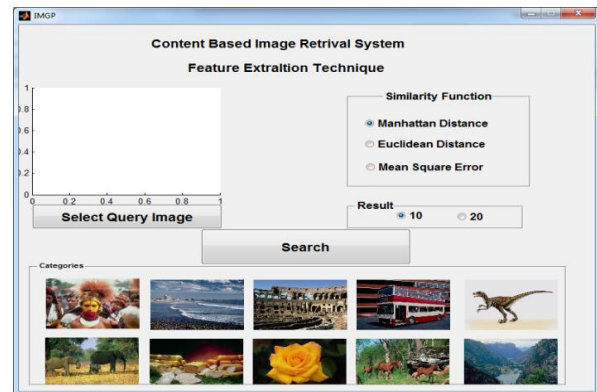 IMGP
Content Based Image Retrival System
Feature Extraltion Technique
1
0.8
0.6
0.4
0.2
0
0 0.2 0.4 0.6 0.8 1
Select Query Image
Similarity Function
Manhattan Distance
Euclidean Distance
Mean Square Error
Result
10 20
Search
Categories